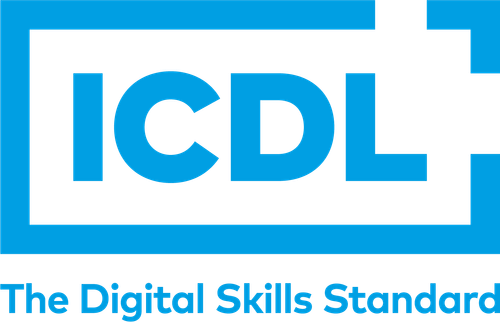 ICDL
The Digital Skills Standard